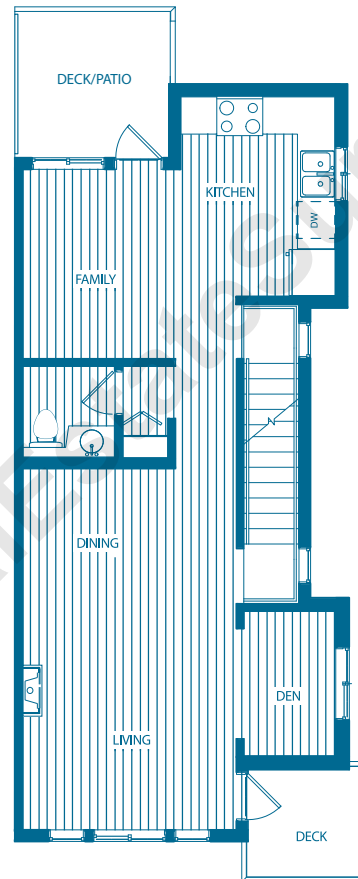 DECK/PATIO
KITCHEN
DW
FAMILY
DINING
DEN
LIVING
DECK